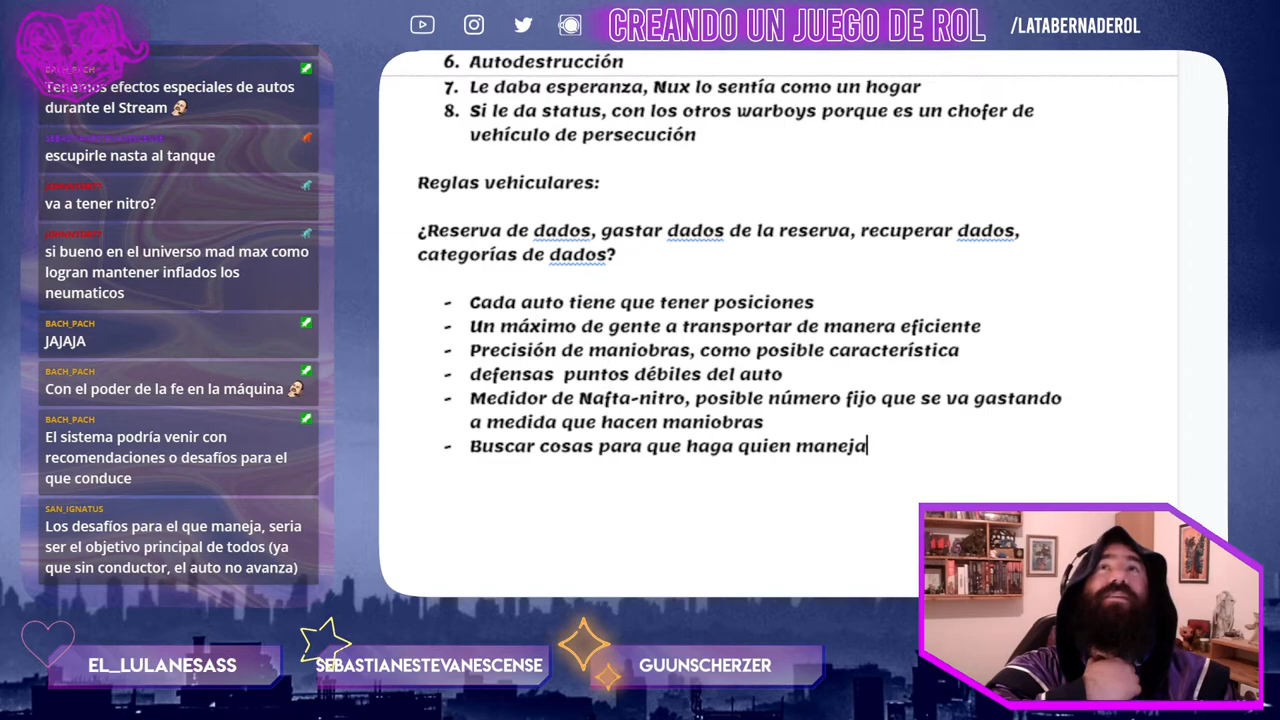 CREANDO UN JUEGO DE ROL
/LATABERNADEROL
BACH_PACH
Tenemos efectos especiales de autos
durante el Stream
escupirle nasta al tanque
va a tener nitro?
si bueno en el universo mad max como
logran mantener inflados los
neumaticos
BACH_PACH
JAJAJA
BACH_PACH
Con el poder de la fe en la máquina
BACH_PACH
El sistema podría venir con
recomendaciones o desafíos para el
que conduce
SAN_IGNATUS
Los desafíos para el que maneja, seria
ser el objetivo principal de todos (ya
que sin conductor, el auto no avanza)
6. Autodestrucción
7. Le daba esperanza, Nux lo sentía como un hogar
8. Si le da status, con los otros warboys porque es un chofer de
vehículo de persecución
Reglas vehiculares:
¿Reserva de dados, gastar dados de la reserva, recuperar dados,
categorías de dados?
- Cada auto tiene que tener posiciones
- Un máximo de gente a transportar de manera eficiente
- Precisión de maniobras, como posible característica
- defensas puntos débiles del auto
- Medidor de Nafta-nitro, posible número fijo que se va gastando
a medida que hacen maniobras
- Buscar cosas para que haga quien maneja
EL_LULANESASS
SEBASTIANESTEVANESCENSE
GUUNSCHERZER